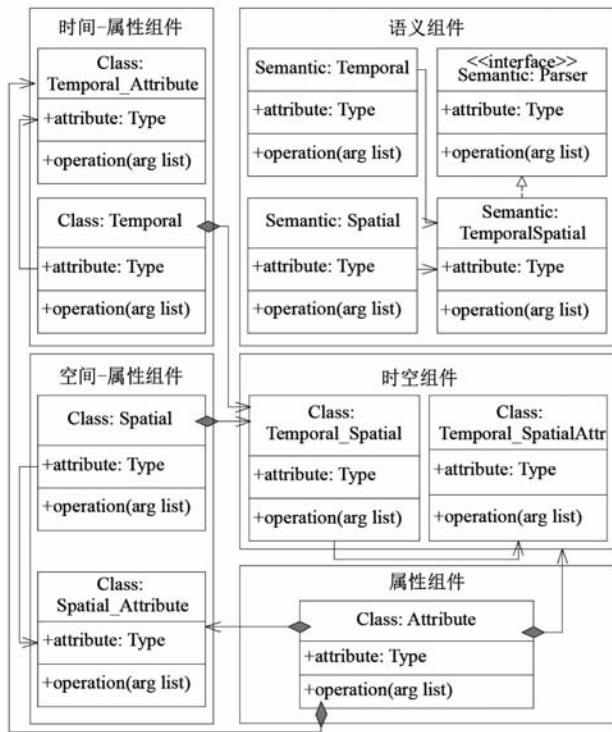 时间-属性组件
Class:
Temporal_Attribute
+attribute: Type
+operation(arg list)
Class: Temporal
+attribute: Type
+operation(arg list)
语义组件
Semantic: Temporal
+attribute: Type
+operation(arg list)
<<interface>>
Semantic: Parser
+attribute: Type
+operation(arg list)
Semantic: Spatial
+attribute: Type
+operation(arg list)
Semantic:
TemporalSpatial
+attribute: Type
+operation(arg list)
空间-属性组件
Class: Spatial
+attribute: Type
+operation(arg list)
Class:
Spatial_Attribute
+attribute: Type
+operation(arg list)
时空组件
Class:
Temporal_Spatial
+attribute: Type
+operation(arg list)
Class:
Temporal_SpatialAttr
+attribute: Type
+operation(arg list)
属性组件
Class: Attribute
+attribute: Type
+operation(arg list)